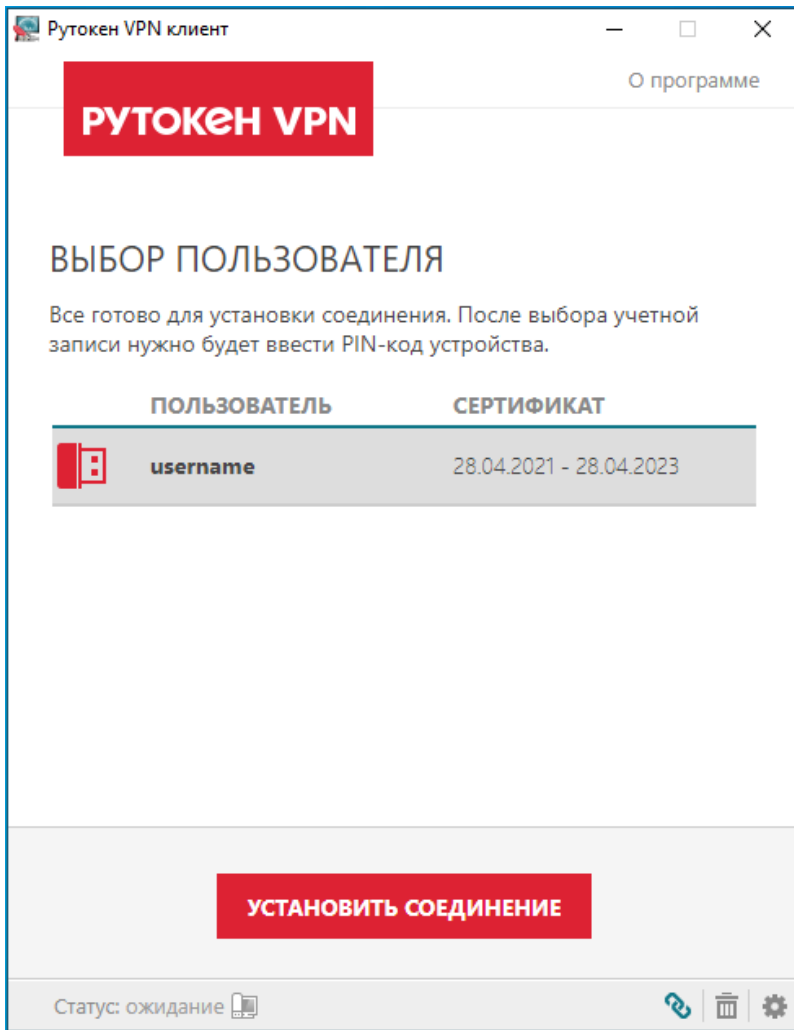 Рутокен VPN клиент
О программе
РУТОКЕН VPN
ВЫБОР ПОЛЬЗОВАТЕЛЯ
Все готово для установки соединения. После выбора учетной
записи нужно будет ввести PIN-код устройства.
ПОЛЬЗОВАТЕЛЬ СЕРТИФИКАТ
username 28.04.2021 - 28.04.2023
УСТАНОВИТЬ СОЕДИНЕНИЕ
Статус: ожидание